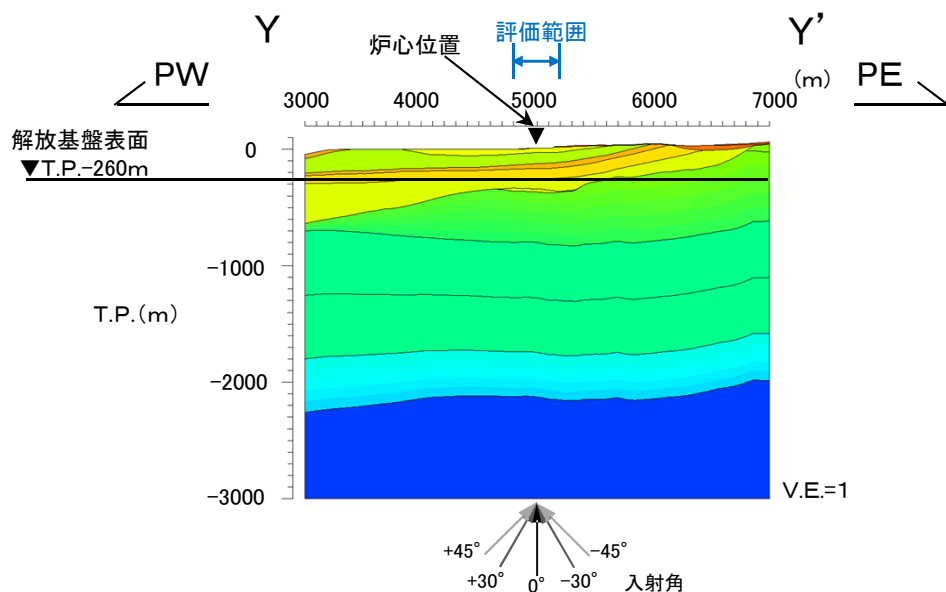 Y
Y’
炉心位置
評価範囲
PW
PE
(m)
3000 4000 5000 6000 7000
解放基盤表面
▼T.P.-260m
0
-1000
T.P.(m)
-2000
-3000
V.E.=1
+45°
-45°
+30°
0°
-30°
入射角